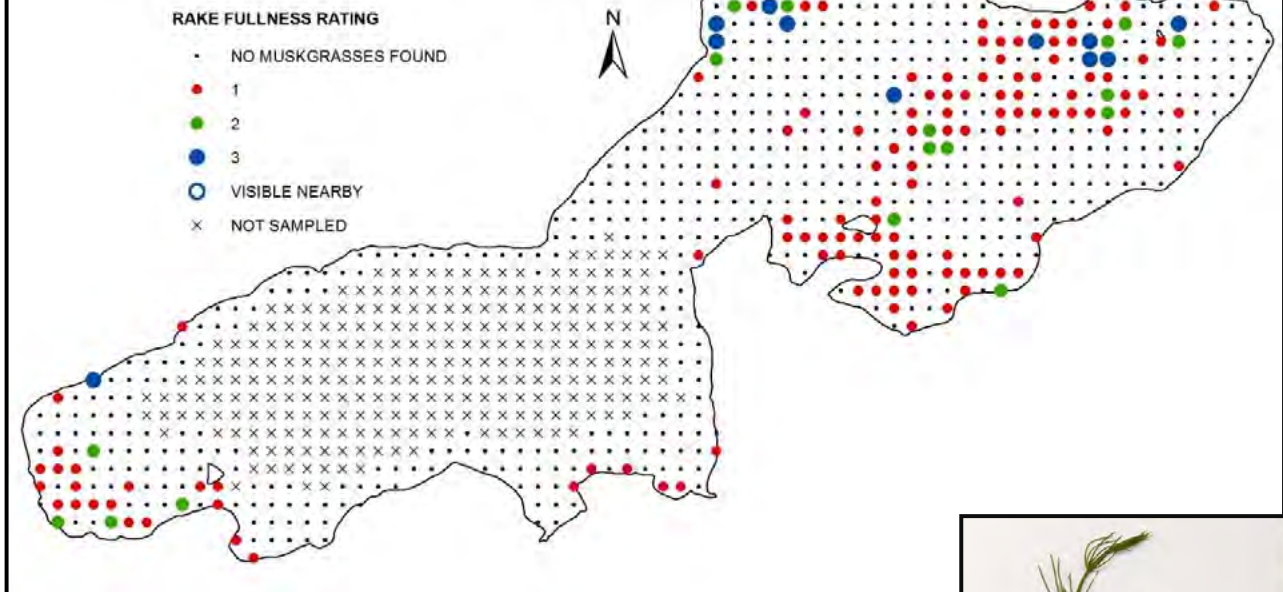 RAKE FULLNESS RATING
NO MUSKGRASSES FOUND
1
2
3
VISIBLE NEARBY
NOT SAMPLED
N